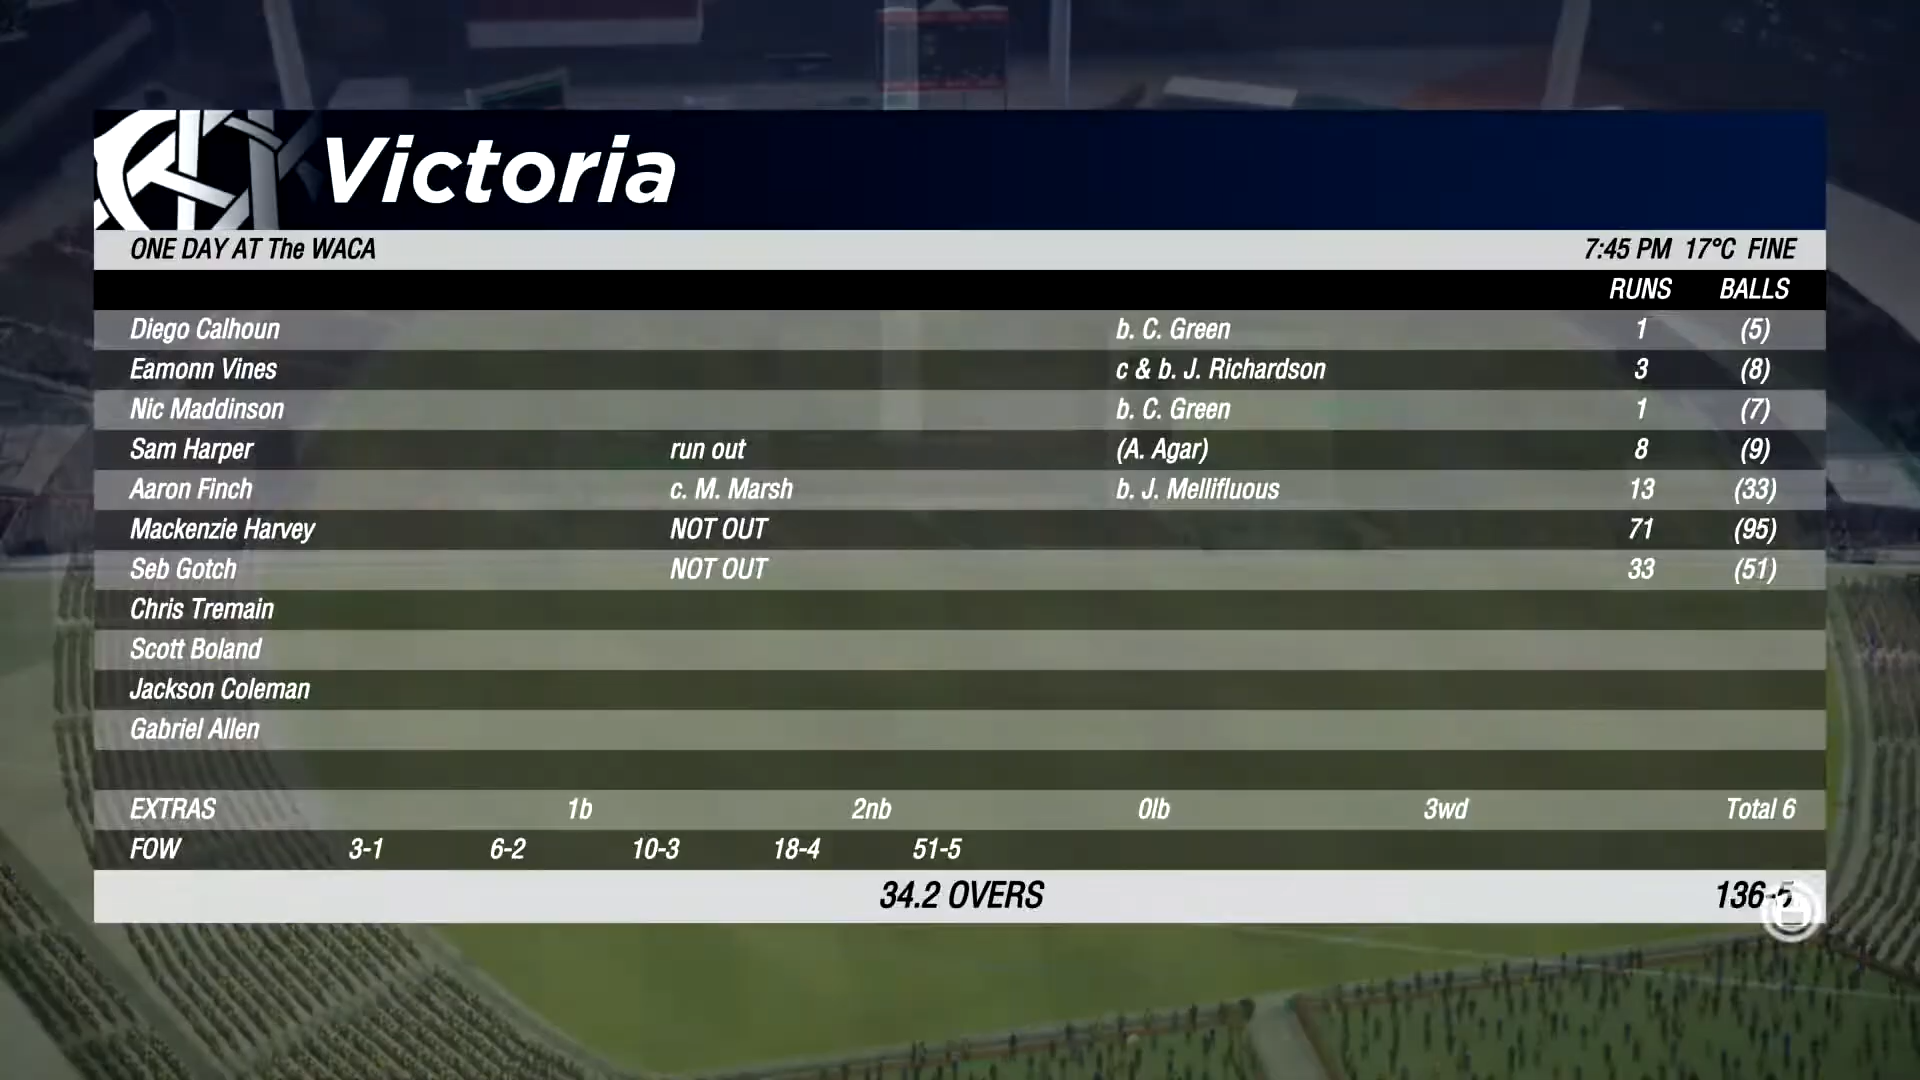 Victoria
ONE DAY AT The WACA 7:45 PM 17°C FINE
RUNS BALLS
Diego Calhoun b. C. Green 1 (5)
Eamonn Vines c & b. J. Richardson 3 (8)
Nic Maddinson b. C. Green 1 (7)
Sam Harper run out (A. Agar) 8 (9)
Aaron Finch c. M. Marsh b. J. Mellifluous 13 (33)
Mackenzie Harvey NOT OUT 71 (95)
Seb Gotch NOT OUT 33 (51)
Chris Tremain
Scott Boland
Jackson Coleman
Gabriel Allen
EXTRAS 1b 2nb 0lb 3wd Total 6
FOW 3-1 6-2 10-3 18-4 51-5
34.2 OVERS 136-5